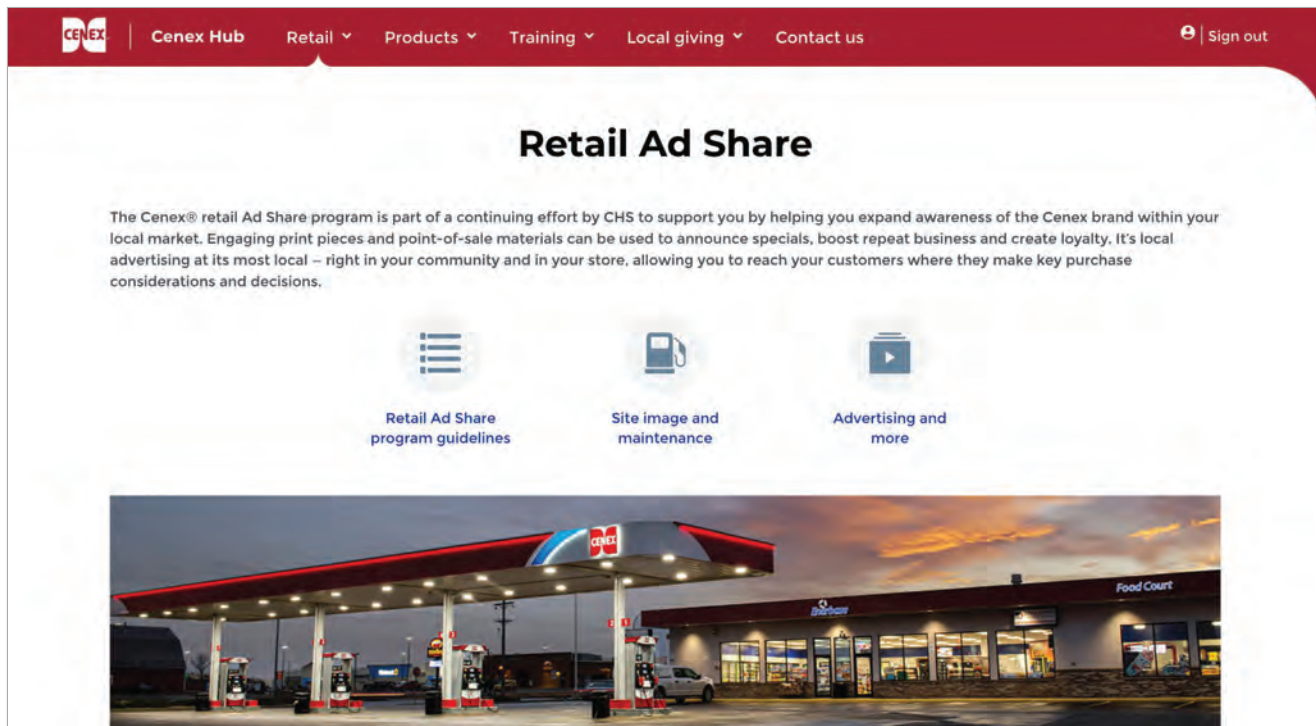 CENEX
Cenex Hub
Retail
Products
Training
Local giving
Contact us
Sign out
Retail Ad Share
The Cenex® retail Ad Share program is part of a continuing effort by CHS to support you by helping you expand awareness of the Cenex brand within your
local market. Engaging print pieces and point-of-sale materials can be used to announce specials, boost repeat business and create loyalty. It's local
advertising at its most local – right in your community and in your store, allowing you to reach your customers where they make key purchase
considerations and decisions.
Retail Ad Share
program guidelines
Site image and
maintenance
Advertising and
more
CENEX
Food Court